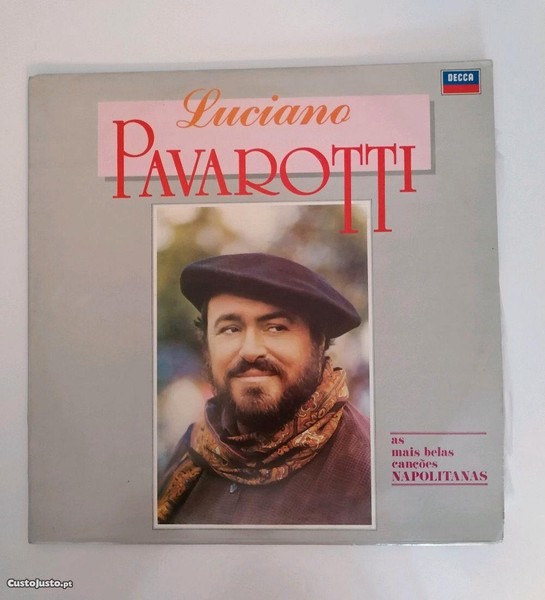 DECCA
Luciano
PAVAROTTI
as
mais belas
canções
NAPOLITANAS
CustoJusto.pt